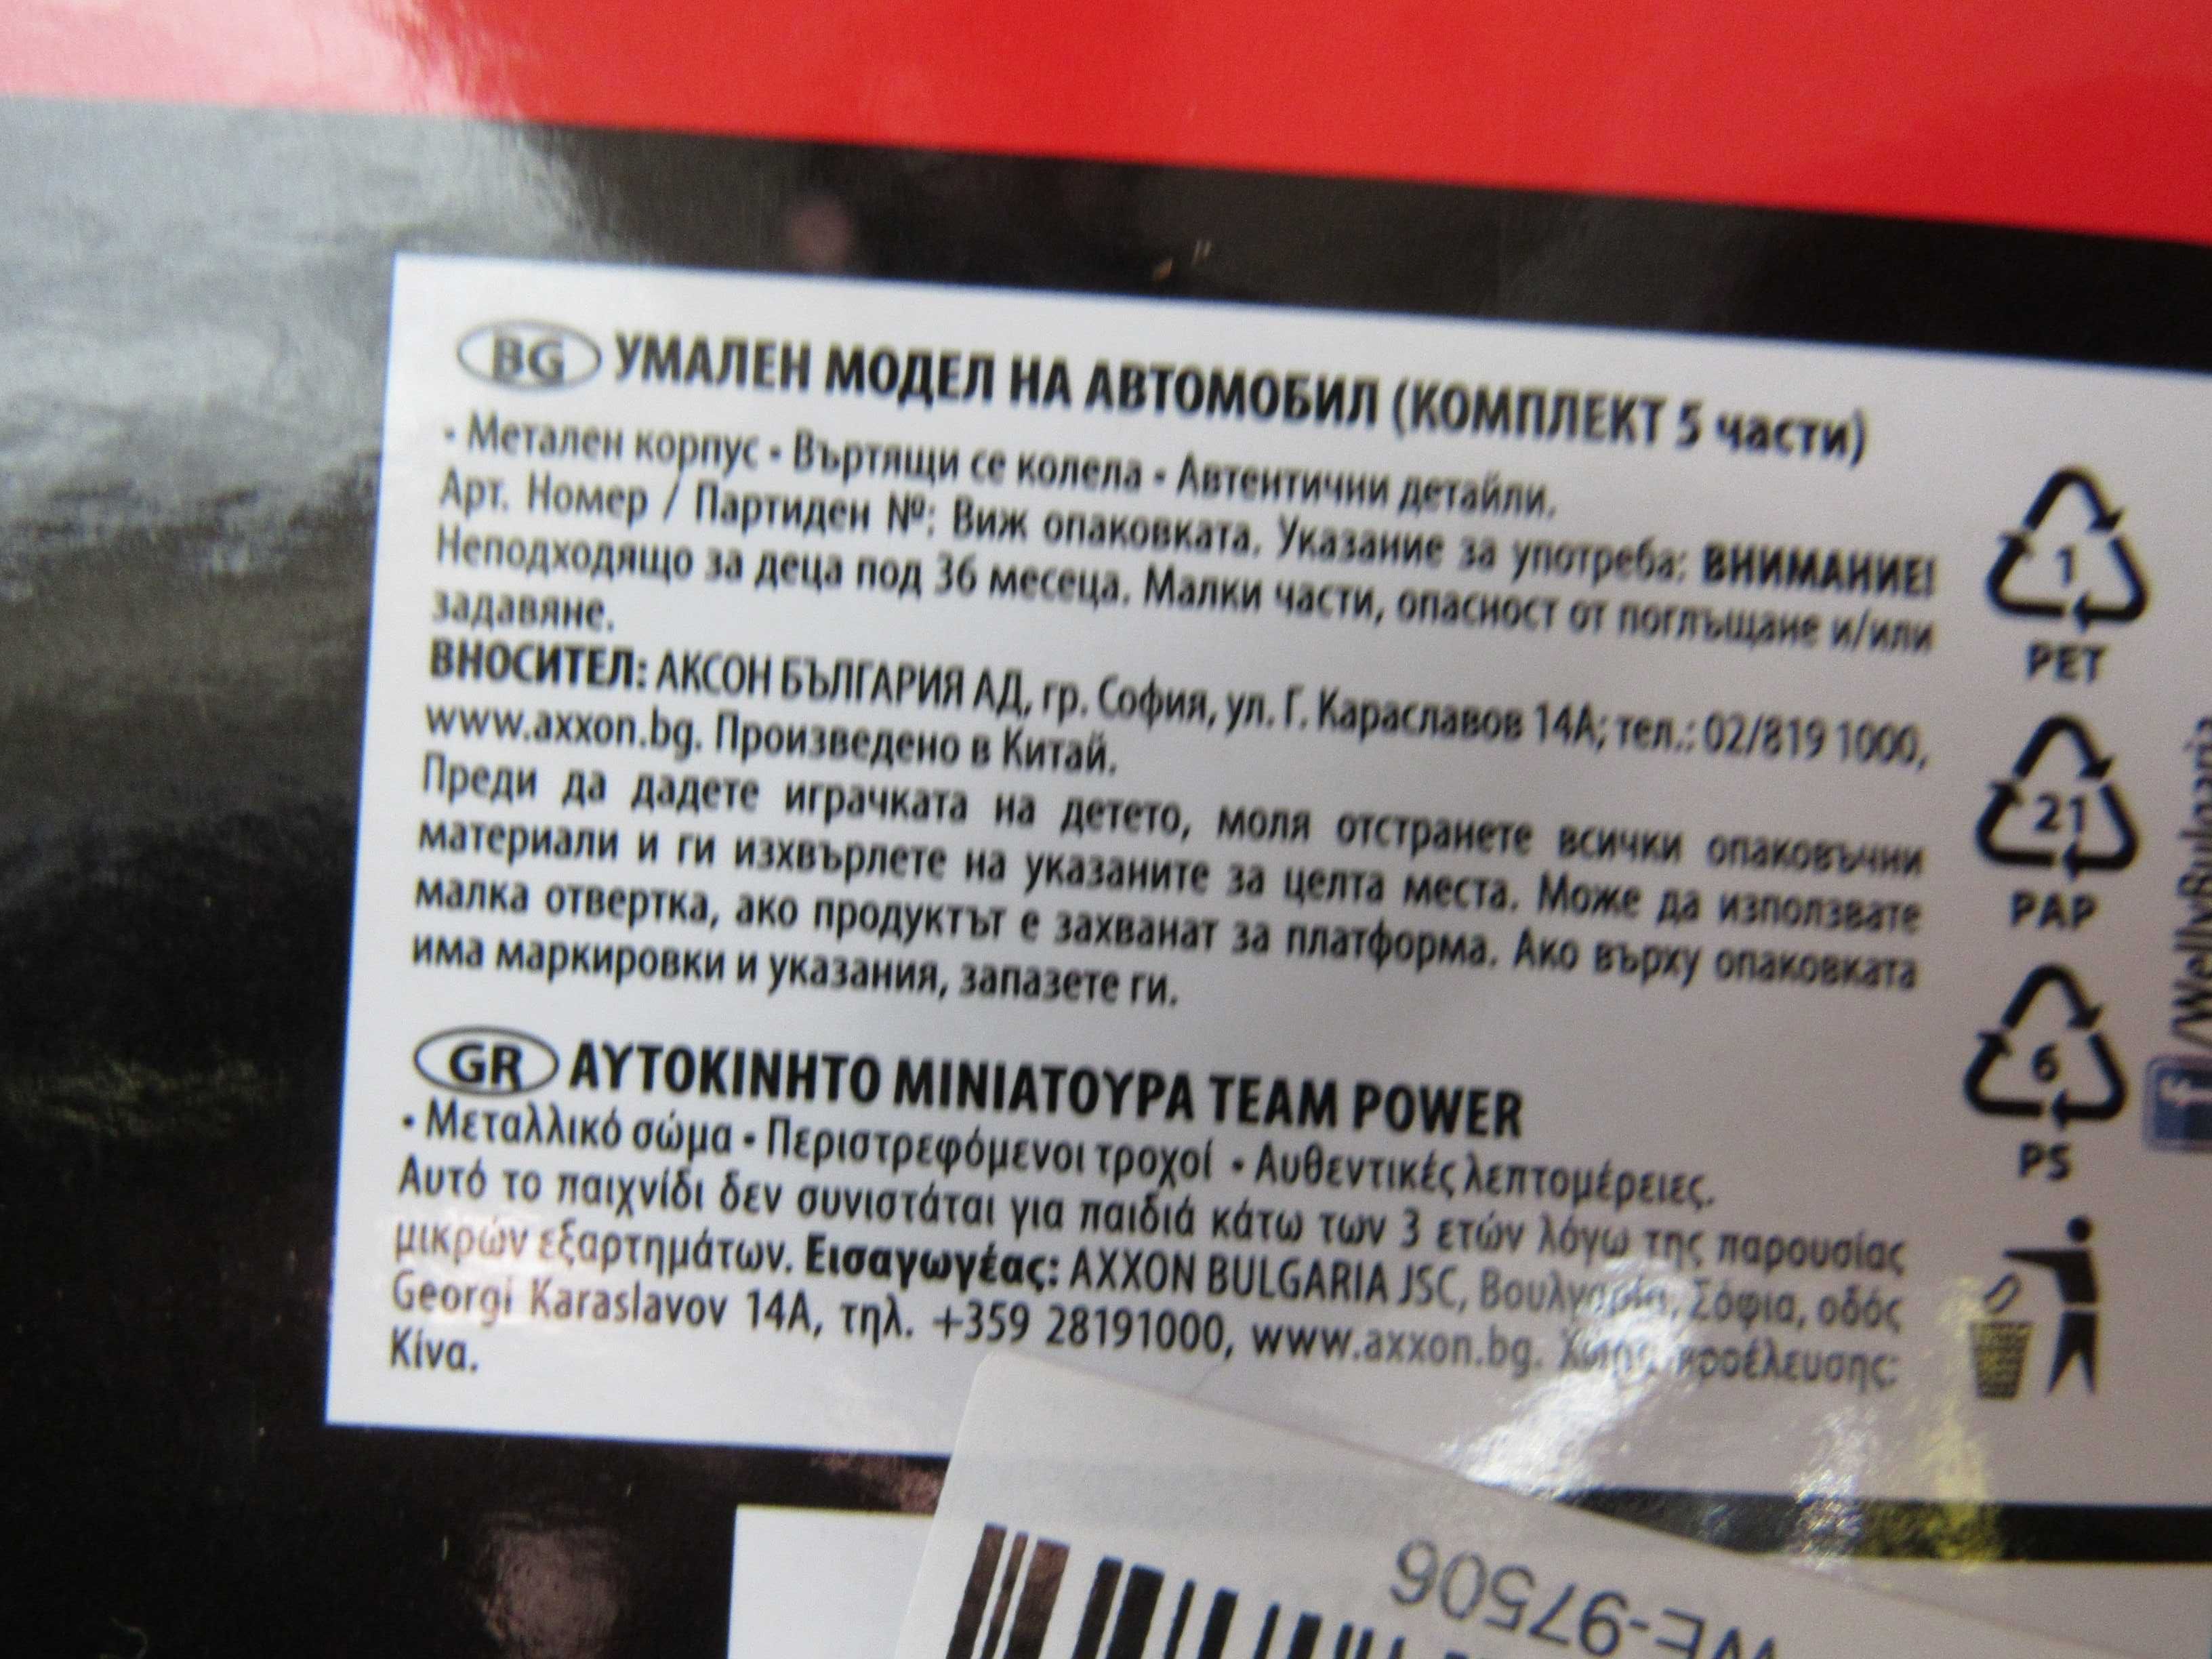 BG УМАЛЕН МОДЕЛ НА АВТОМОБИЛ (КОМПЛЕКТ 5 части)
• Метален корпус • Въртящи се колела • Автентични детайли.
Арт. Номер / Партиден №: Виж опаковката. Указание за употреба: ВНИМАНИЕ!
Неподходящо за деца под 36 месеца. Малки части, опасност от поглъщане и/или
задавяне.
ВНОСИТЕЛ: АКСОН БЪЛГАРИЯ АД, гр. София, ул. Г. Караславов 14А; тел.: 02/819 1000,
www.axxon.bg. Произведено в Китай.
Преди да дадете играчката на детето, моля отстранете всички опаковъчни
материали и ги изхвърлете на указаните за целта места. Може да използвате
малка отвертка, ако продуктът е захванат за платформа. Ако върху опаковката
има маркировки и указания, запазете ги.
GR ΑΥΤΟΚΙΝΗΤΟ ΜΙΝΙΑΤΟΥΡΑ TEAM POWER
• Μεταλλικό σώμα • Περιστρεφόμενοι τροχοί • Αυθεντικές λεπτομέρειες.
Αυτό το παιχνίδι δεν συνιστάται για παιδιά κάτω των 3 ετών λόγω της παρουσίας
μικρών εξαρτημάτων. Εισαγωγέας: AXXON BULGARIA JSC, Βουλγαρία, Σόφια, οδός
Georgi Karaslavov 14A, τηλ. +359 28191000, www.axxon.bg. προέλευσης:
Κίνα.
1
PET
21
PAP
6
PS
f /WellyBulgaria
WE-97506